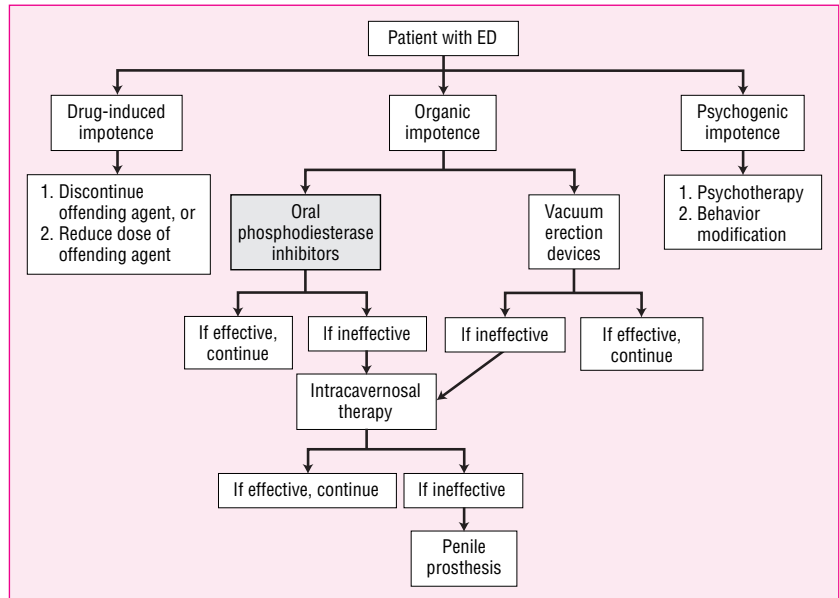 Patient with ED
Drug-induced
impotence
Organic
impotence
Psychogenic
impotence
1. Discontinue
offending agent, or
2. Reduce dose of
offending agent
Oral
phosphodiesterase
inhibitors
Vacuum
erection
devices
1. Psychotherapy
2. Behavior
modification
If effective,
continue
If ineffective
If ineffective
If effective,
continue
Intracavernosal
therapy
If effective, continue
If ineffective
Penile
prosthesis